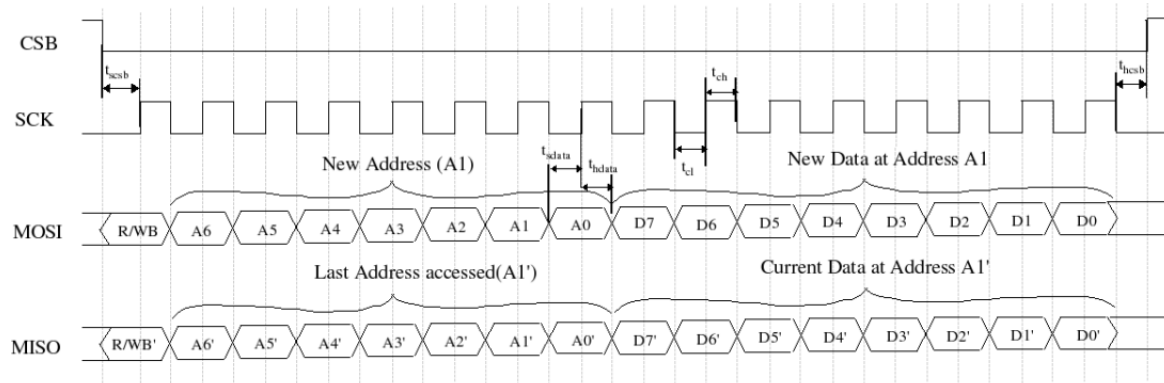 CSB
t_scsb
t_ch
t_hcsb
SCK
t_sdata
t_hdata
t_cl
New Address (A1)
New Data at Address A1
MOSI R/WB A6 A5 A4 A3 A2 A1 A0 D7 D6 D5 D4 D3 D2 D1 D0
Last Address accessed(A1')
Current Data at Address A1'
MISO R/WB' A6' A5' A4' A3' A2' A1' A0' D7' D6' D5' D4' D3' D2' D1' D0'